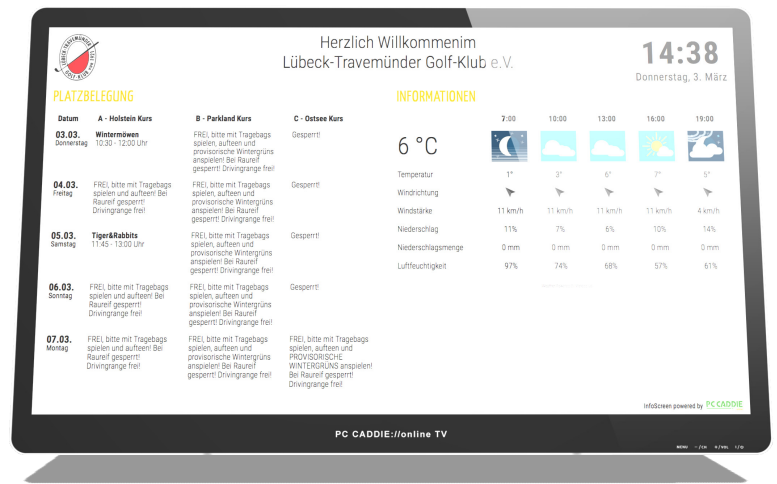 Herzlich Willkommenim
Lübeck-Travemünder Golf-Klub e.V.
14:38
Donnerstag, 3. März
LÜBECK-TRAVEMÜNDER
GOLF-KLUB
PLATZBELEGUNG
Datum A - Holstein Kurs B - Parkland Kurs C - Ostsee Kurs
03.03. Donnerstag
Wintermöwen
10:30 - 12:00 Uhr
FREI, bitte mit Tragebags
spielen, aufteen und
provisorische Wintergrüns
anspielen! Bei Raureif
gesperrt! Drivingrange frei!
Gesperrt!
04.03.
Freitag
FREI, bitte mit Tragebags
spielen und aufteen! Bei
Raureif gesperrt!
Drivingrange frei!
FREI, bitte mit Tragebags
spielen, aufteen und
provisorische Wintergrüns
anspielen! Bei Raureif
gesperrt! Drivingrange frei!
Gesperrt!
05.03.
Samstag
Tiger&Rabbits
11:45 - 13:00 Uhr
FREI, bitte mit Tragebags
spielen, aufteen und
provisorische Wintergrüns
anspielen! Bei Raureif
gesperrt! Drivingrange frei!
Gesperrt!
06.03.
Sonntag
FREI, bitte mit Tragebags
spielen und aufteen! Bei
Raureif gesperrt!
Drivingrange frei!
FREI, bitte mit Tragebags
spielen, aufteen und
provisorische Wintergrüns
anspielen! Bei Raureif
gesperrt! Drivingrange frei!
Gesperrt!
07.03.
Montag
FREI, bitte mit Tragebags
spielen und aufteen! Bei
Raureif gesperrt!
Drivingrange frei!
FREI, bitte mit Tragebags
spielen, aufteen und
provisorische Wintergrüns
anspielen! Bei Raureif
gesperrt! Drivingrange frei!
FREI, bitte mit Tragebags
spielen, aufteen und
PROVISORISCHE
WINTERGRÜNS anspielen!
Bei Raureif gesperrt!
Drivingrange frei!
INFORMATIONEN
7:00 10:00 13:00 16:00 19:00
6 °C
Temperatur 1° 3° 6° 7° 5°
Windrichtung
Windstärke 11 km/h 11 km/h 11 km/h 11 km/h 4 km/h
Niederschlag 11% 7% 6% 10% 14%
Niederschlagsmenge 0 mm 0 mm 0 mm 0 mm 0 mm
Luftfeuchtigkeit 97% 74% 68% 57% 61%
InfoScreen powered by PC CADDIE
PC CADDIE://online TV
MENU - / CH